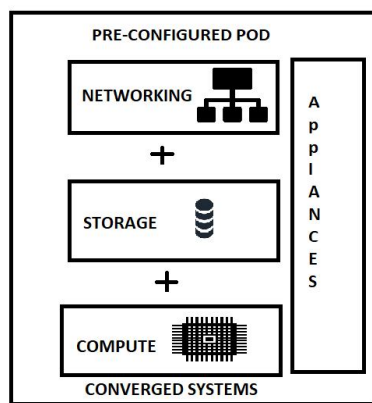 PRE-CONFIGURED POD
NETWORKING
+
STORAGE
+
COMPUTE
CONVERGED SYSTEMS
ApplANCES